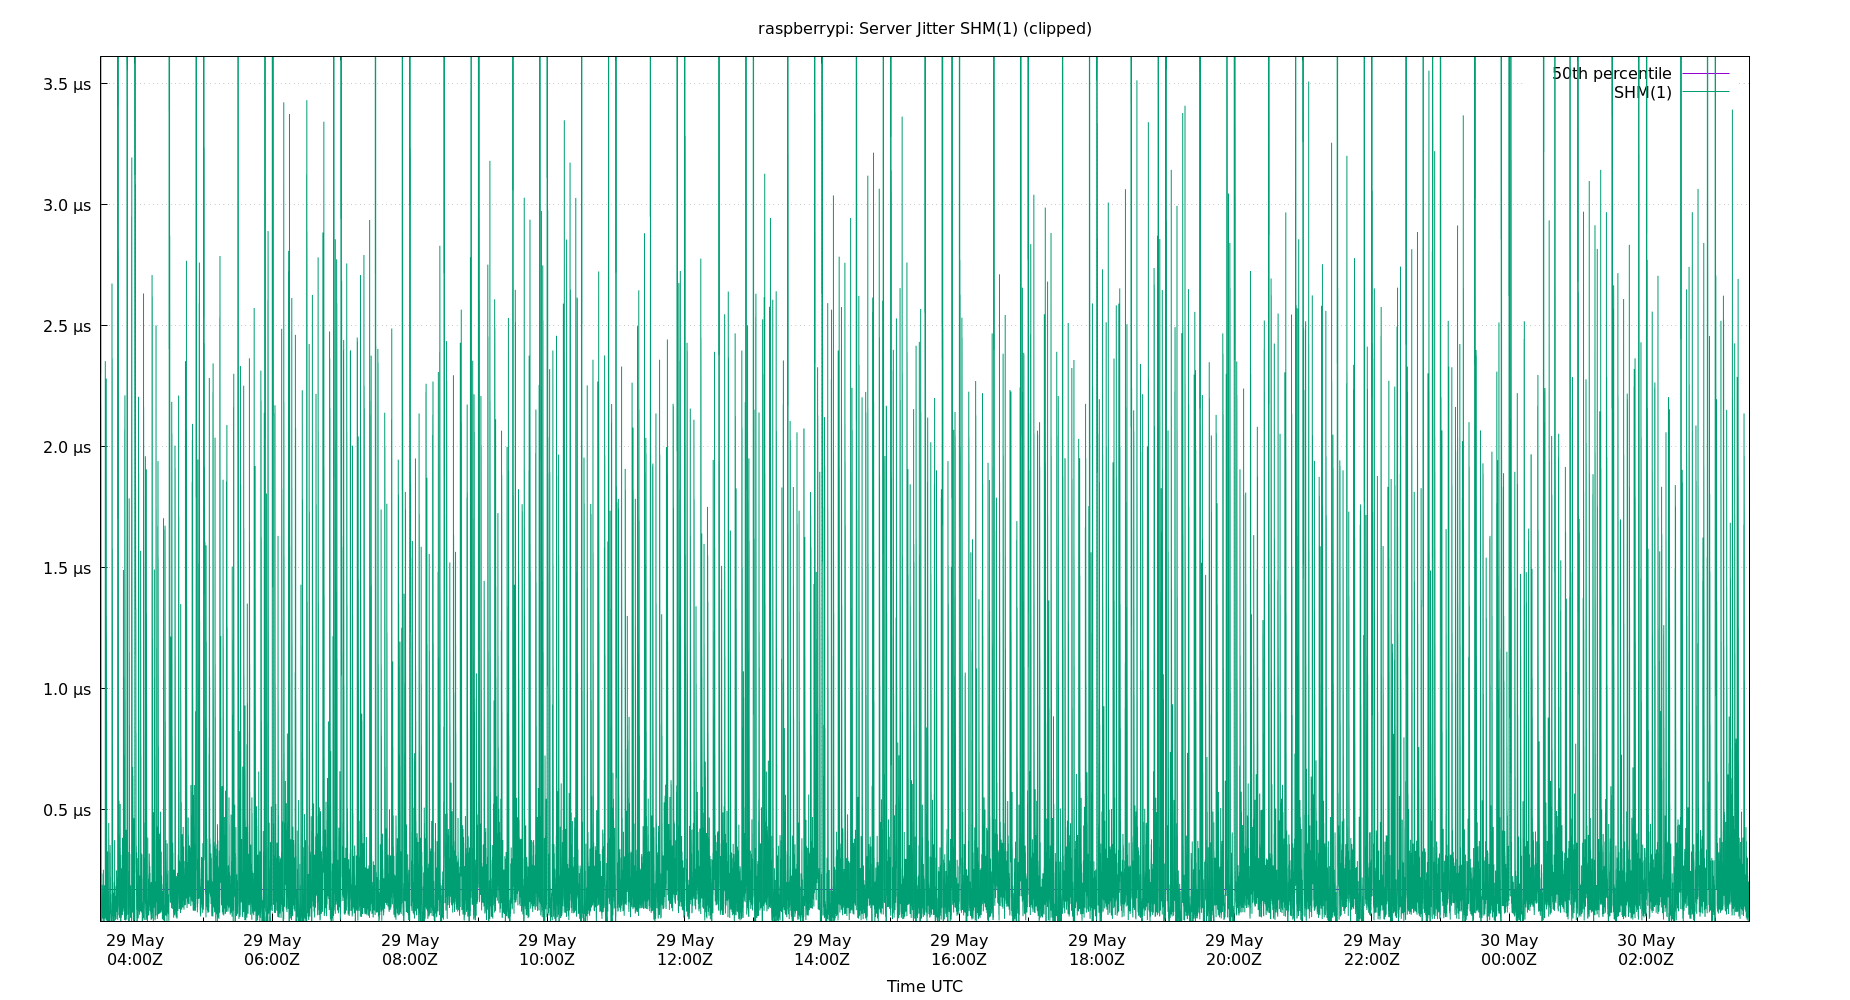 raspberrypi: Server Jitter SHM(1) (clipped)
50th percentile
SHM(1)
3.5 µs
3.0 µs
2.5 µs
2.0 µs
1.5 µs
1.0 µs
0.5 µs
29 May 29 May 29 May 29 May 29 May 29 May 29 May 29 May 29 May 29 May 30 May 30 May
04:00Z 06:00Z 08:00Z 10:00Z 12:00Z 14:00Z 16:00Z 18:00Z 20:00Z 22:00Z 00:00Z 02:00Z
Time UTC